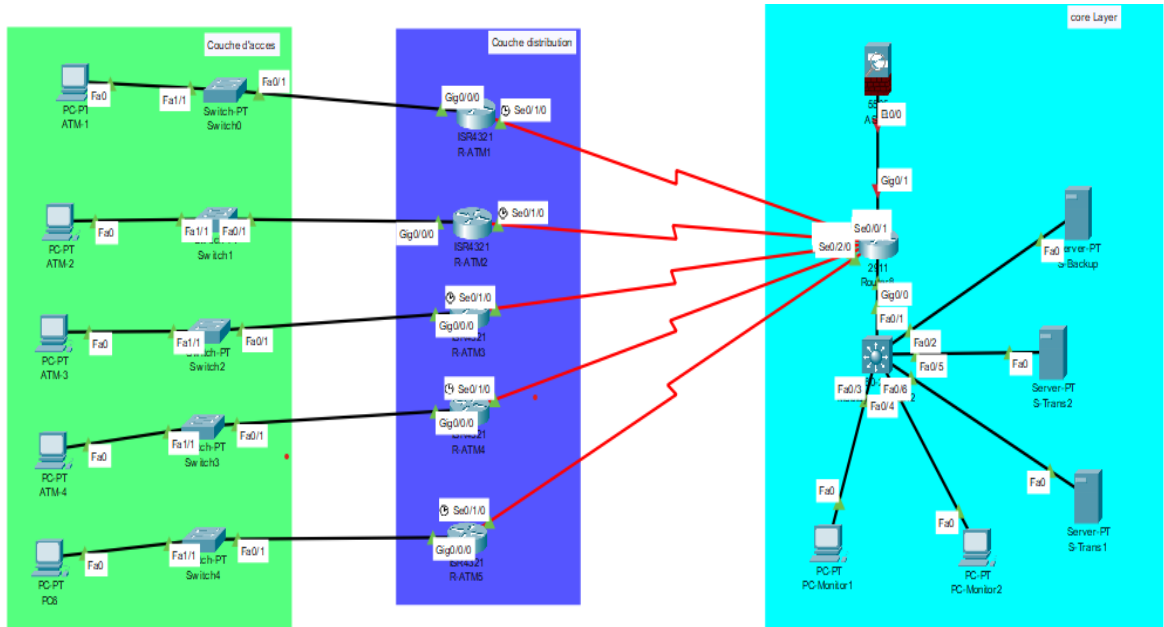 Couche d'acces
Fa0
PC-PT
ATM-1
Fa1/1
Fa0/1
Switch-PT
Switch0
Fa0
PC-PT
ATM-2
Fa1/1
Fa0/1
Switch1
Fa0
PC-PT
ATM-3
Fa1/1
Fa0/1
Switch-PT
Switch2
Fa0
PC-PT
ATM-4
Fa1/1
Fa0/1
Switch3
Fa0
PC-PT
PC6
Fa1/1
Fa0/1
Switch4
Couche distribution
Gig0/0/0
Se0/1/0
ISR4321
R-ATM1
Gig0/0/0
Se0/1/0
ISR4321
R-ATM2
Se0/1/0
Gig0/0/0
R-ATM3
Se0/1/0
Gig0/0/0
R-ATM4
Se0/1/0
Gig0/0/0
ISR4321
R-ATM5
core Layer
Et0/0
Gig0/1
Se0/0/1
Se0/2/0
2911
Gig0/0
Fa0/1
Fa0/2
Fa0/5
Fa0/3
Fa0/6
Fa0/4
Fa0
S-Backup
Fa0
Server-PT
S-Trans2
Fa0
Server-PT
S-Trans1
Fa0
PC-PT
PC-Monitor1
Fa0
PC-PT
PC-Monitor2